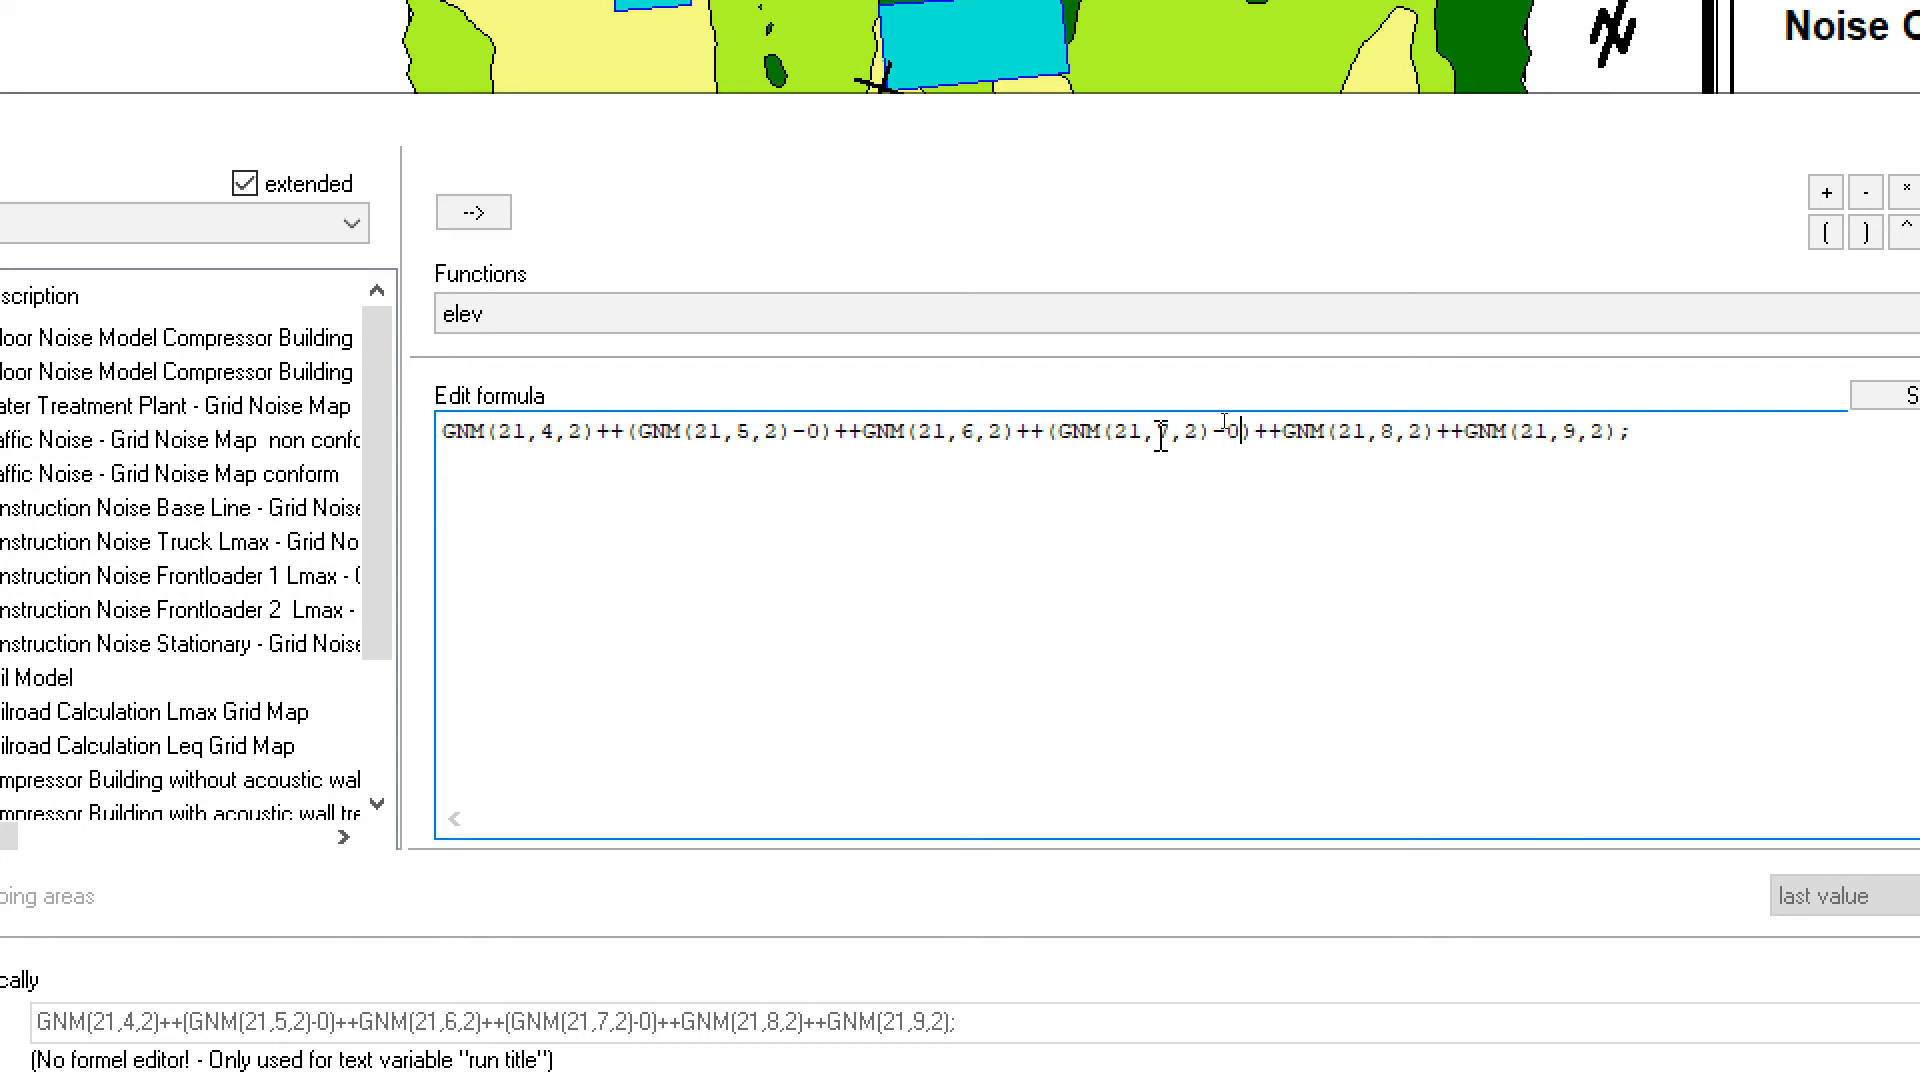 Noise
extended
-->
+ - *
( ) ^
Functions
scription
elev
loor Noise Model Compressor Building
loor Noise Model Compressor Building
ater Treatment Plant - Grid Noise Map
affic Noise - Grid Noise Map non confc
affic Noise - Grid Noise Map conform
nstruction Noise Base Line - Grid Noise
nstruction Noise Truck Lmax - Grid No
nstruction Noise Frontloader 1 Lmax - (
nstruction Noise Frontloader 2 Lmax -
nstruction Noise Stationary - Grid Noise
il Model
ilroad Calculation Lmax Grid Map
ilroad Calculation Leq Grid Map
mpressor Building without acoustic wal
mpressor Building with acoustic wall tre
Edit formula
S
GNM(21,4,2)++(GNM(21,5,2)-0)++GNM(21,6,2)++(GNM(21,7,2)-0)++GNM(21,8,2)++GNM(21,9,2);
ping areas
last value
cally
GNM(21,4,2)++(GNM(21,5,2)-0)++GNM(21,6,2)++(GNM(21,7,2)-0)++GNM(21,8,2)++GNM(21,9,2);
(No formel editor! - Only used for text variable "run title")